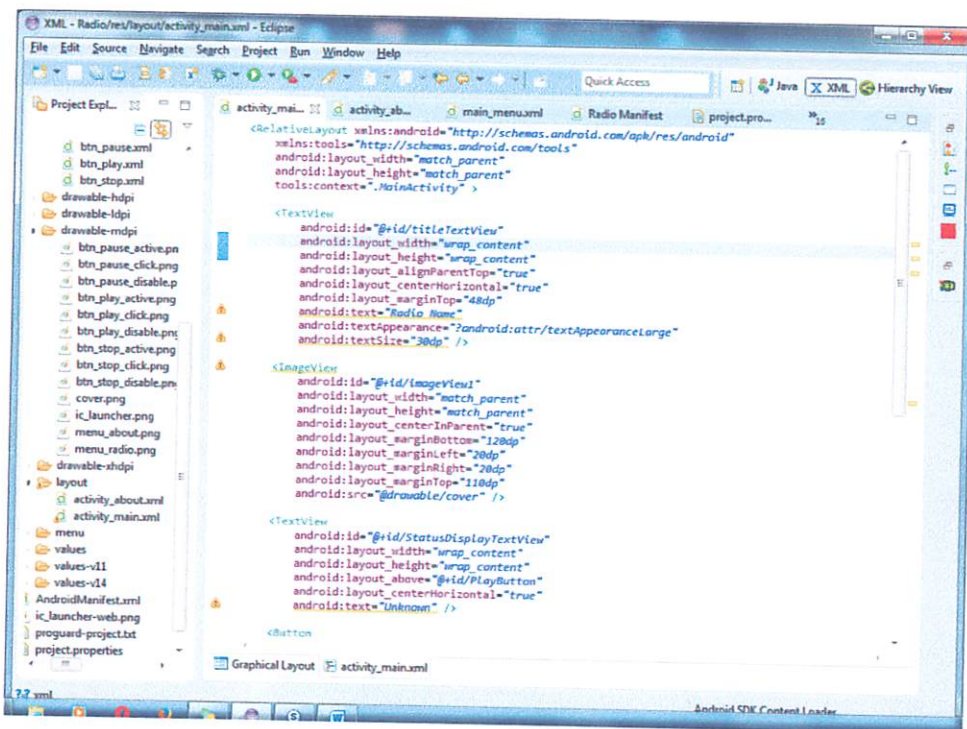 XML - Radio/res/layout/activity_main.xml - Eclipse
File Edit Source Navigate Search Project Run Window Help
Quick Access
Java
XML
Hierarchy View
Project Expl...
activity_mai...
activity_ab...
main_menu.xml
Radio Manifest
project.pro...
»16
btn_pause.xml
btn_play.xml
btn_stop.xml
drawable-hdpi
drawable-ldpi
drawable-mdpi
btn_pause_active.pn
btn_pause_click.png
btn_pause_disable.p
btn_play_active.png
btn_play_click.png
btn_play_disable.png
btn_stop_active.png
btn_stop_click.png
btn_stop_disable.png
cover.png
ic_launcher.png
menu_about.png
menu_radio.png
drawable-xhdpi
layout
activity_about.xml
activity_main.xml
menu
values
values-v11
values-v14
AndroidManifest.xml
ic_launcher-web.png
proguard-project.txt
project.properties
<RelativeLayout xmlns:android="http://schemas.android.com/apk/res/android"
xmlns:tools="http://schemas.android.com/tools"
android:layout_width="match_parent"
android:layout_height="match_parent"
tools:context=".MainActivity" >
<TextView
android:id="@+id/titleTextView"
android:layout_width="wrap_content"
android:layout_height="wrap_content"
android:layout_alignParentTop="true"
android:layout_centerHorizontal="true"
android:layout_marginTop="48dp"
android:text="Radio Name"
android:textAppearance="?android:attr/textAppearanceLarge"
android:textSize="30dp" />
<ImageView
android:id="@+id/imageView1"
android:layout_width="match_parent"
android:layout_height="match_parent"
android:layout_centerInParent="true"
android:layout_marginBottom="120dp"
android:layout_marginLeft="20dp"
android:layout_marginRight="20dp"
android:layout_marginTop="110dp"
android:src="@drawable/cover" />
<TextView
android:id="@+id/StatusDisplayTextView"
android:layout_width="wrap_content"
android:layout_height="wrap_content"
android:layout_above="@+id/PlayButton"
android:layout_centerHorizontal="true"
android:text="Unknown" />
<Button
Graphical Layout
activity_main.xml
?? xml
Android SDK Content Loader